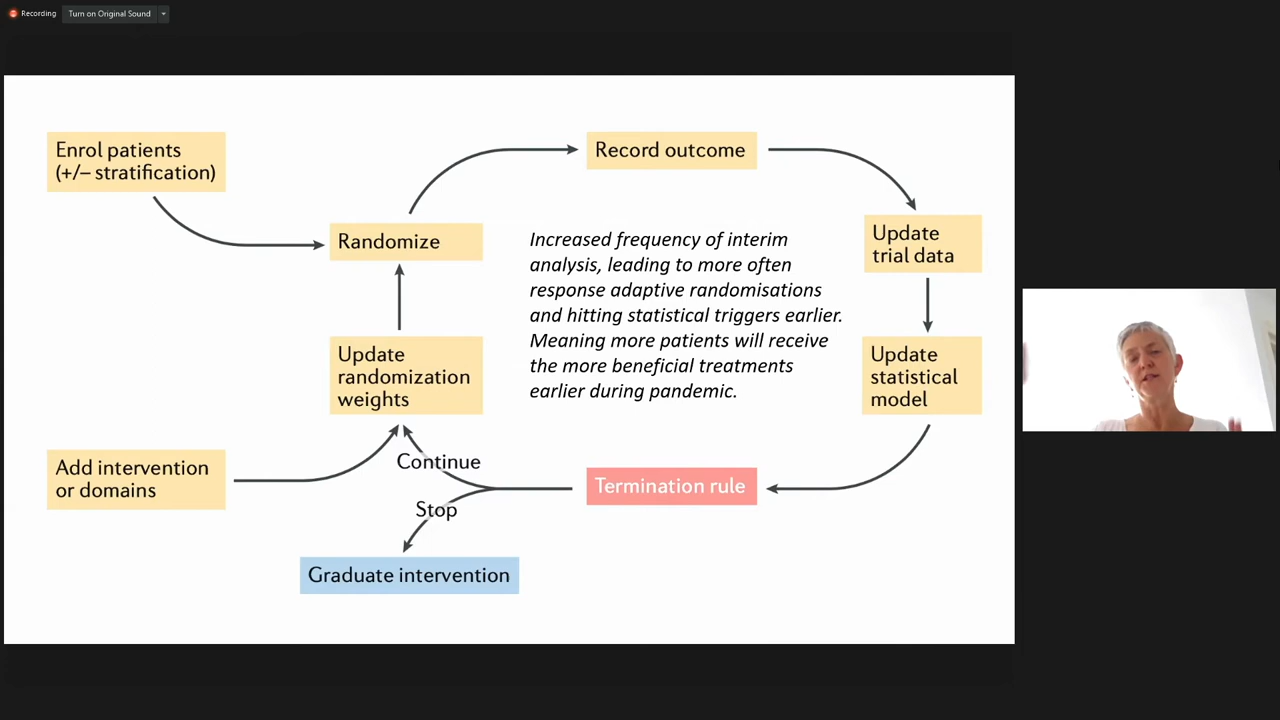 Recording
Turn on Original Sound
Enrol patients
(+/– stratification)
Record outcome
Randomize
Update
trial data
Increased frequency of interim
analysis, leading to more often
response adaptive randomisations
and hitting statistical triggers earlier.
Meaning more patients will receive
the more beneficial treatments
earlier during pandemic.
Update
randomization
weights
Update
statistical
model
Add intervention
or domains
Continue
Stop
Termination rule
Graduate intervention